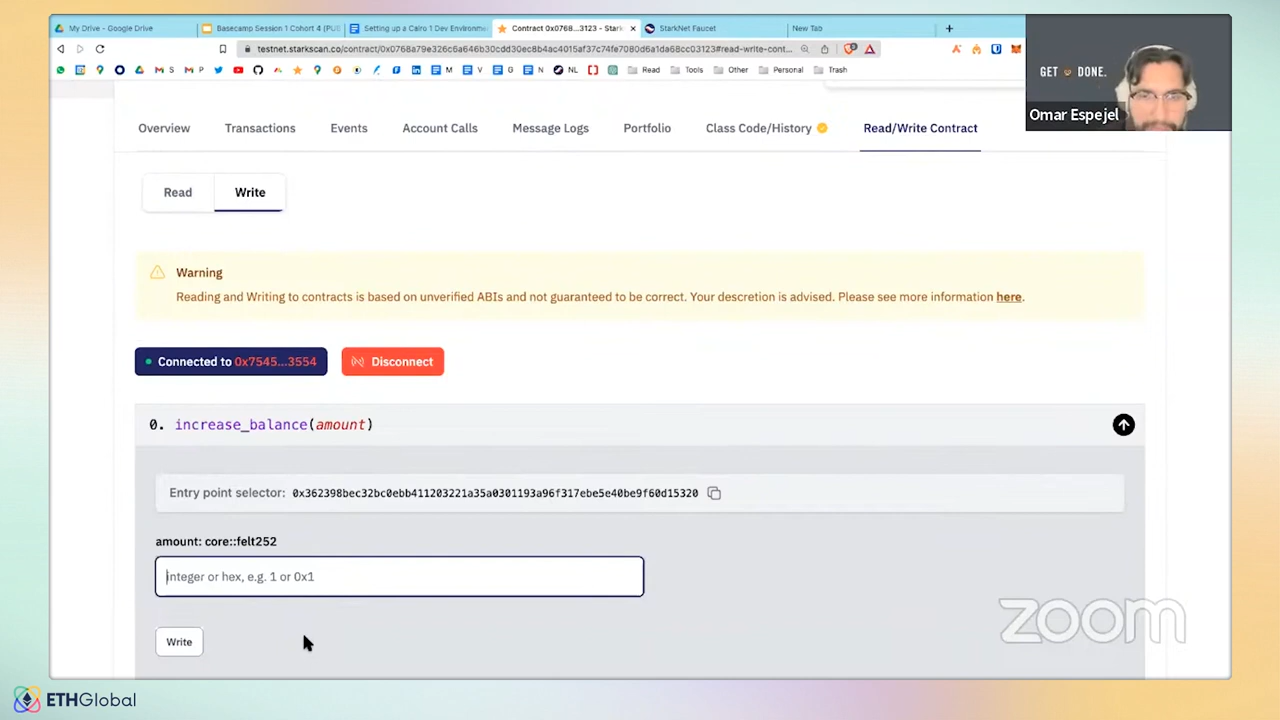 My Drive - Google Drive
Basecamp Session 1 Cohort 4 (PUB
Setting up a Cairo 1 Dev Environme
Contract 0x0768...3123 - Stark
StarkNet Faucet
New Tab
testnet.starkscan.co/contract/0x0768a79e326c6a646b30cdd30ec8b4ac4015af37c74fe7080d6a1da68cc03123#read-write-cont...
M S
M P
M
V
G
N
NL
Read
Tools
Other
Personal
Trash
GET DONE.
Omar Espejel
Overview
Transactions
Events
Account Calls
Message Logs
Portfolio
Class Code/History
Read/Write Contract
Read
Write
Warning
Reading and Writing to contracts is based on unverified ABIs and not guaranteed to be correct. Your descretion is advised. Please see more information here.
Connected to 0x7545...3554
Disconnect
0. increase_balance(amount)
Entry point selector: 0x362398bec32bc0ebb411203221a35a0301193a96f317ebe5e40be9f60d15320
amount: core::felt252
Integer or hex, e.g. 1 or 0x1
Write
zoom
ETHGlobal